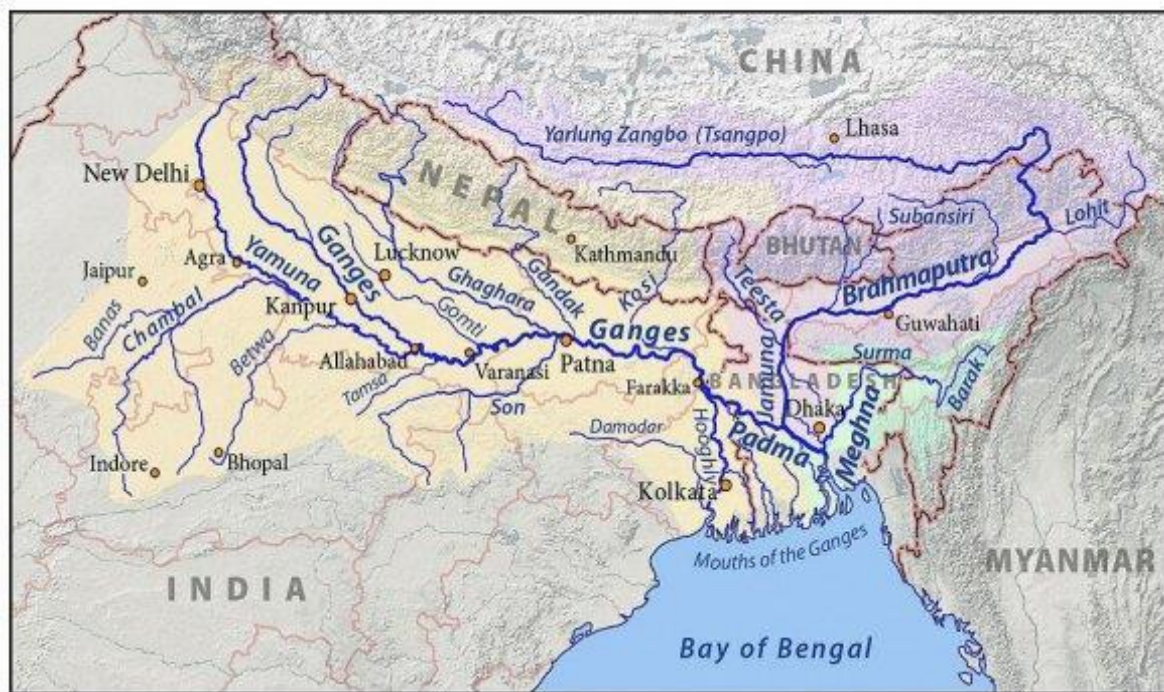 CHINA
Yarlung Zangbo (Tsangpo)
Lhasa
New Delhi
NEPAL
Subansiri
Lohit
BHUTAN
Ganges
Lucknow
Kathmandu
Agra
Yamuna
Jaipur
Ghaghara
Gandak
Kosi
Teesta
Brahmaputra
Kanpur
Banas
Chambal
Gomti
Ganges
Guwahati
Betwa
Allahabad
Varanasi
Patna
Surma
Jamuna
Farakka
BANGLADESH
Barak
Tamsa
Son
Dhaka
Meghna
Hooghly
Padma
Damodar
Indore
Bhopal
Kolkata
Mouths of the Ganges
INDIA
MYANMAR
Bay of Bengal